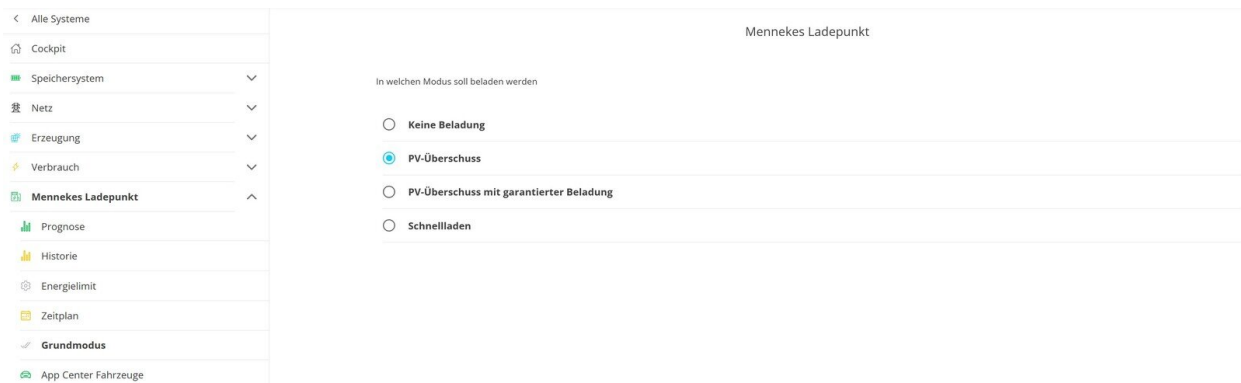 Alle Systeme
Cockpit
Speichersystem
Netz
Erzeugung
Verbrauch
Mennekes Ladepunkt
Prognose
Historie
Energielimit
Zeitplan
Grundmodus
App Center Fahrzeuge
Mennekes Ladepunkt
In welchen Modus soll beladen werden
Keine Beladung
PV-Überschuss
PV-Überschuss mit garantierter Beladung
Schnellladen